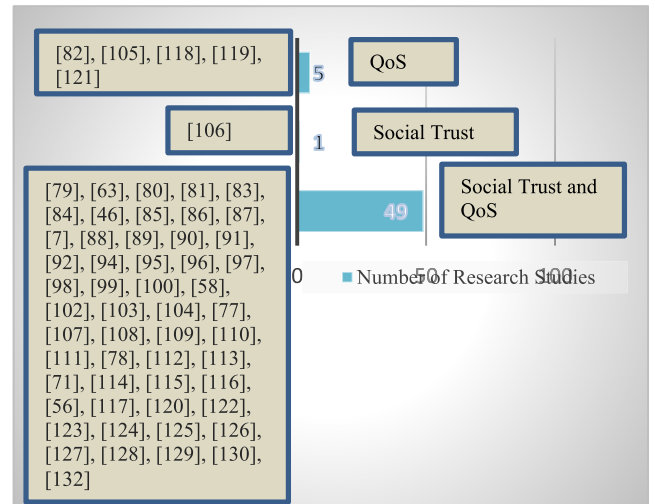 [82], [105], [118], [119],
[121]
5
QoS
[106]
1
Social Trust
[79], [63], [80], [81], [83],
[84], [46], [85], [86], [87],
[7], [88], [89], [90], [91],
[92], [94], [95], [96], [97],
[98], [99], [100], [58],
[102], [103], [104], [77],
[107], [108], [109], [110],
[111], [78], [112], [113],
[71], [114], [115], [116],
[56], [117], [120], [122],
[123], [124], [125], [126],
[127], [128], [129], [130],
[132]
49
Social Trust and
QoS
0
50
100
Number of Research Studies